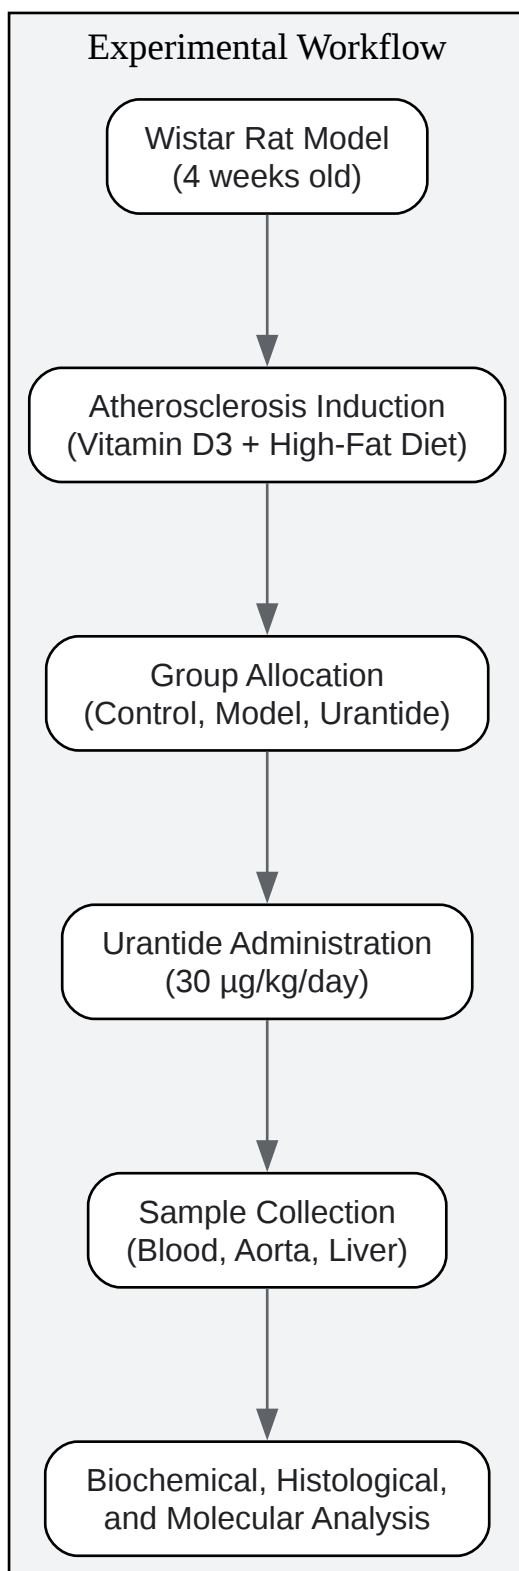 Experimental Workflow
Wistar Rat Model
(4 weeks old)
Atherosclerosis Induction
(Vitamin D3 + High-Fat Diet)
Group Allocation
(Control, Model, Urantide)
Urantide Administration
(30 µg/kg/day)
Sample Collection
(Blood, Aorta, Liver)
Biochemical, Histological,
and Molecular Analysis